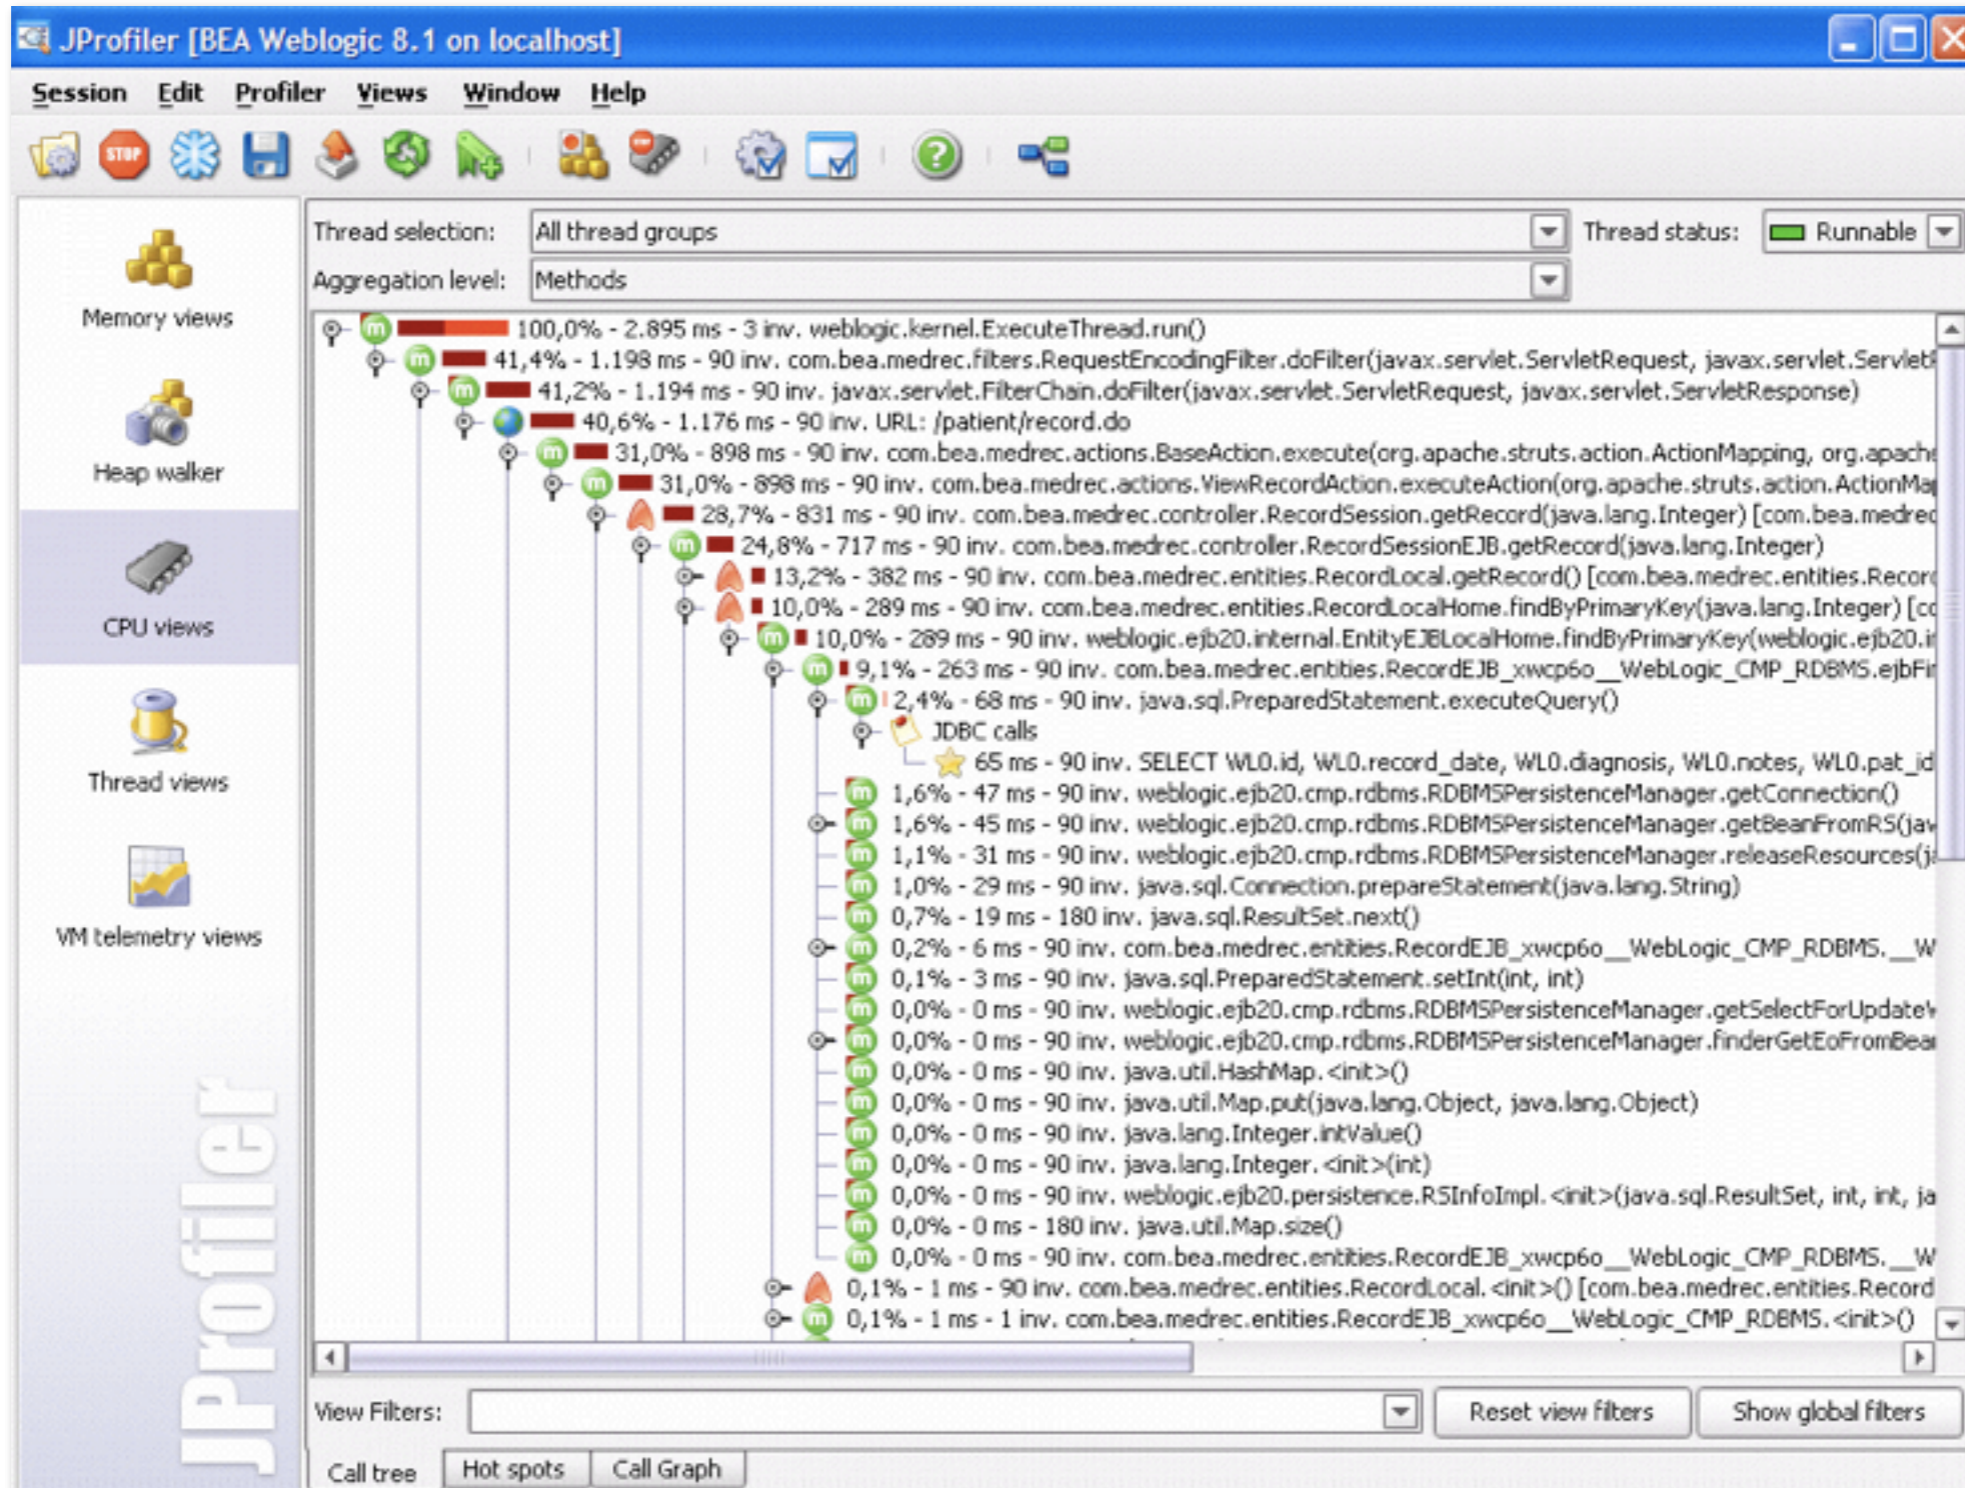 JProfiler [BEA Weblogic 8.1 on localhost]
Session Edit Profiler Views Window Help
STOP
Thread selection: All thread groups Thread status: Runnable
Aggregation level: Methods
Memory views
Heap walker
CPU views
Thread views
VM telemetry views
JProfiler
100,0% - 2.895 ms - 3 inv. weblogic.kernel.ExecuteThread.run()
41,4% - 1.198 ms - 90 inv. com.bea.medrec.filters.RequestEncodingFilter.doFilter(javax.servlet.ServletRequest, javax.servlet.Servlet
41,2% - 1.194 ms - 90 inv. javax.servlet.FilterChain.doFilter(javax.servlet.ServletRequest, javax.servlet.ServletResponse)
40,6% - 1.176 ms - 90 inv. URL: /patient/record.do
31,0% - 898 ms - 90 inv. com.bea.medrec.actions.BaseAction.execute(org.apache.struts.action.ActionMapping, org.apache
31,0% - 898 ms - 90 inv. com.bea.medrec.actions.ViewRecordAction.executeAction(org.apache.struts.action.ActionMap
28,7% - 831 ms - 90 inv. com.bea.medrec.controller.RecordSession.getRecord(java.lang.Integer) [com.bea.medrec
24,8% - 717 ms - 90 inv. com.bea.medrec.controller.RecordSessionEJB.getRecord(java.lang.Integer)
13,2% - 382 ms - 90 inv. com.bea.medrec.entities.RecordLocal.getRecord() [com.bea.medrec.entities.Record
10,0% - 289 ms - 90 inv. com.bea.medrec.entities.RecordLocalHome.findByPrimaryKey(java.lang.Integer) [co
10,0% - 289 ms - 90 inv. weblogic.ejb20.internal.EntityEJBLocalHome.findByPrimaryKey(weblogic.ejb20.in
9,1% - 263 ms - 90 inv. com.bea.medrec.entities.RecordEJB_xwcp6o__WebLogic_CMP_RDBMS.ejbFin
2,4% - 68 ms - 90 inv. java.sql.PreparedStatement.executeQuery()
JDBC calls
65 ms - 90 inv. SELECT WL0.id, WL0.record_date, WL0.diagnosis, WL0.notes, WL0.pat_id
1,6% - 47 ms - 90 inv. weblogic.ejb20.cmp.rdbms.RDBMSPersistenceManager.getConnection()
1,6% - 45 ms - 90 inv. weblogic.ejb20.cmp.rdbms.RDBMSPersistenceManager.getBeanFromRS(jav
1,1% - 31 ms - 90 inv. weblogic.ejb20.cmp.rdbms.RDBMSPersistenceManager.releaseResources(ja
1,0% - 29 ms - 90 inv. java.sql.Connection.prepareStatement(java.lang.String)
0,7% - 19 ms - 180 inv. java.sql.ResultSet.next()
0,2% - 6 ms - 90 inv. com.bea.medrec.entities.RecordEJB_xwcp6o__WebLogic_CMP_RDBMS.__W
0,1% - 3 ms - 90 inv. java.sql.PreparedStatement.setInt(int, int)
0,0% - 0 ms - 90 inv. weblogic.ejb20.cmp.rdbms.RDBMSPersistenceManager.getSelectForUpdateV
0,0% - 0 ms - 90 inv. weblogic.ejb20.cmp.rdbms.RDBMSPersistenceManager.finderGetEoFromBean
0,0% - 0 ms - 90 inv. java.util.HashMap.<init>()
0,0% - 0 ms - 90 inv. java.util.Map.put(java.lang.Object, java.lang.Object)
0,0% - 0 ms - 90 inv. java.lang.Integer.intValue()
0,0% - 0 ms - 90 inv. java.lang.Integer.<init>(int)
0,0% - 0 ms - 90 inv. weblogic.ejb20.persistence.RSInfoImpl.<init>(java.sql.ResultSet, int, int, ja
0,0% - 0 ms - 180 inv. java.util.Map.size()
0,0% - 0 ms - 90 inv. com.bea.medrec.entities.RecordEJB_xwcp6o__WebLogic_CMP_RDBMS.__W
0,1% - 1 ms - 90 inv. com.bea.medrec.entities.RecordLocal.<init>() [com.bea.medrec.entities.Record
0,1% - 1 ms - 1 inv. com.bea.medrec.entities.RecordEJB_xwcp6o__WebLogic_CMP_RDBMS.<init>()
View Filters: Reset view filters Show global filters
Call tree Hot spots Call Graph